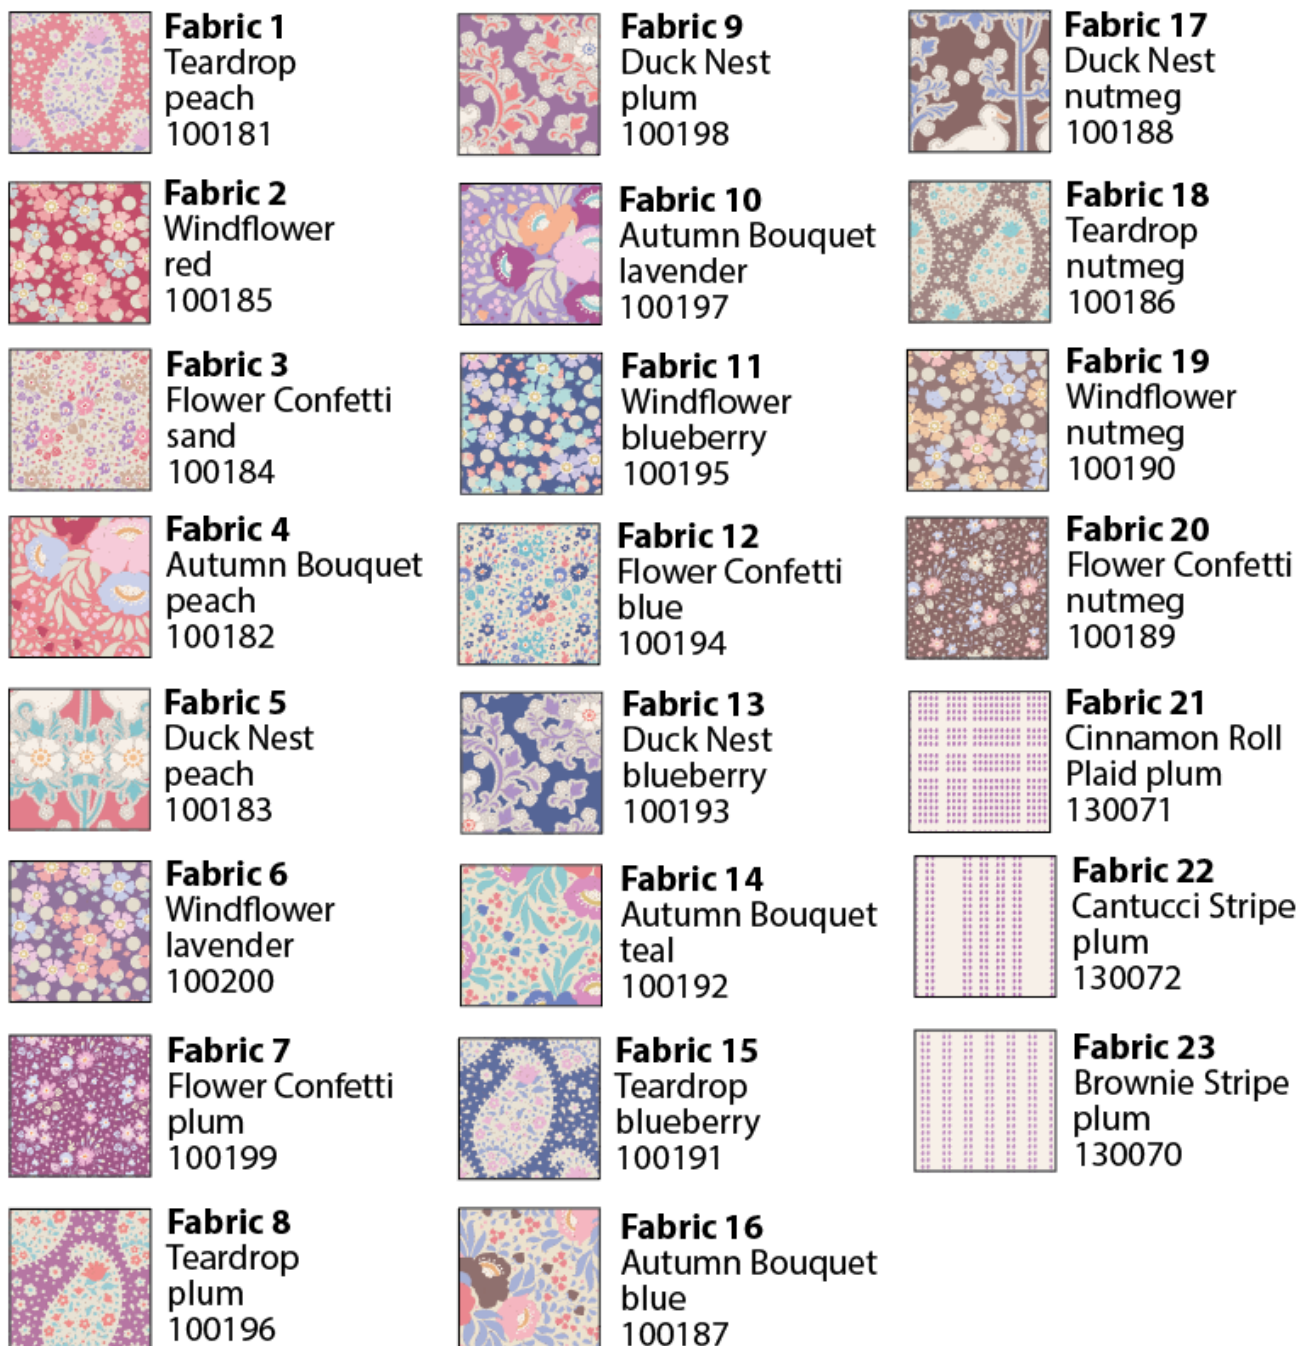 Fabric 1
Teardrop
peach
100181
Fabric 2
Windflower
red
100185
Fabric 3
Flower Confetti
sand
100184
Fabric 4
Autumn Bouquet
peach
100182
Fabric 5
Duck Nest
peach
100183
Fabric 6
Windflower
lavender
100200
Fabric 7
Flower Confetti
plum
100199
Fabric 8
Teardrop
plum
100196
Fabric 9
Duck Nest
plum
100198
Fabric 10
Autumn Bouquet
lavender
100197
Fabric 11
Windflower
blueberry
100195
Fabric 12
Flower Confetti
blue
100194
Fabric 13
Duck Nest
blueberry
100193
Fabric 14
Autumn Bouquet
teal
100192
Fabric 15
Teardrop
blueberry
100191
Fabric 16
Autumn Bouquet
blue
100187
Fabric 17
Duck Nest
nutmeg
100188
Fabric 18
Teardrop
nutmeg
100186
Fabric 19
Windflower
nutmeg
100190
Fabric 20
Flower Confetti
nutmeg
100189
Fabric 21
Cinnamon Roll
Plaid plum
130071
Fabric 22
Cantucci Stripe
plum
130072
Fabric 23
Brownie Stripe
plum
130070